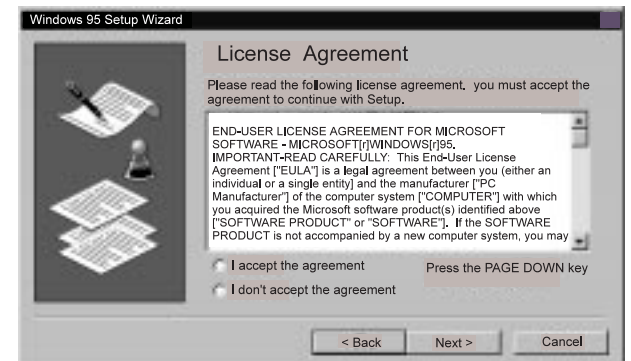 Windows 95 Setup Wizard
License Agreement
Please read the following license agreement. you must accept the
agreement to continue with Setup.
END-USER LICENSE AGREEMENT FOR MICROSOFT
SOFTWARE - MICROSOFT[r]WINDOWS[r]95.
IMPORTANT-READ CAREFULLY: This End-User License
Agreement ["EULA"] is a legal agreement between you (either an
individual or a single entity] and the manufacturer ["PC
Manufacturer"] of the computer system ["COMPUTER"] with which
you acquired the Microsoft software product(s) identified above
["SOFTWARE PRODUCT" or "SOFTWARE"]. If the SOFTWARE
PRODUCT is not accompanied by a new computer system, you may
I accept the agreement
Press the PAGE DOWN key
I don't accept the agreement
< Back
Next >
Cancel